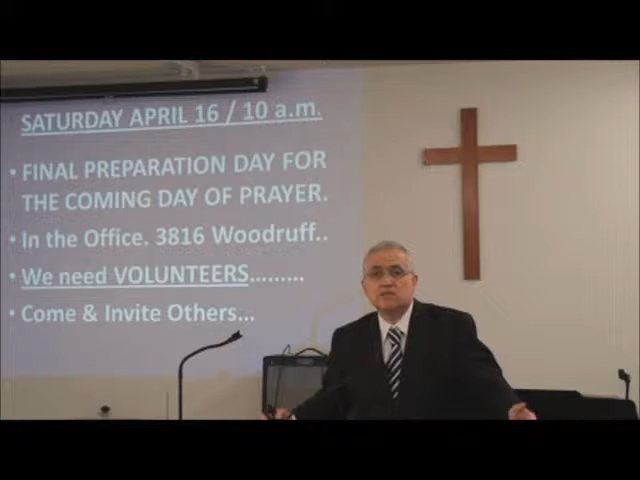 SATURDAY APRIL 16 / 10 a.m.
• FINAL PREPARATION DAY FOR
THE COMING DAY OF PRAYER.
• In the Office. 3816 Woodruff..
• We need VOLUNTEERS.........
• Come & Invite Others...